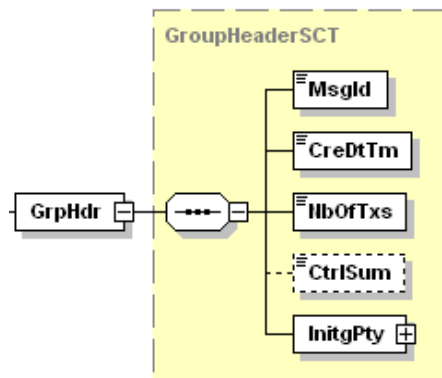 GroupHeaderSCT
MsgId
CreDtTm
GrpHdr
NbOfTxs
CtrlSum
InitgPty